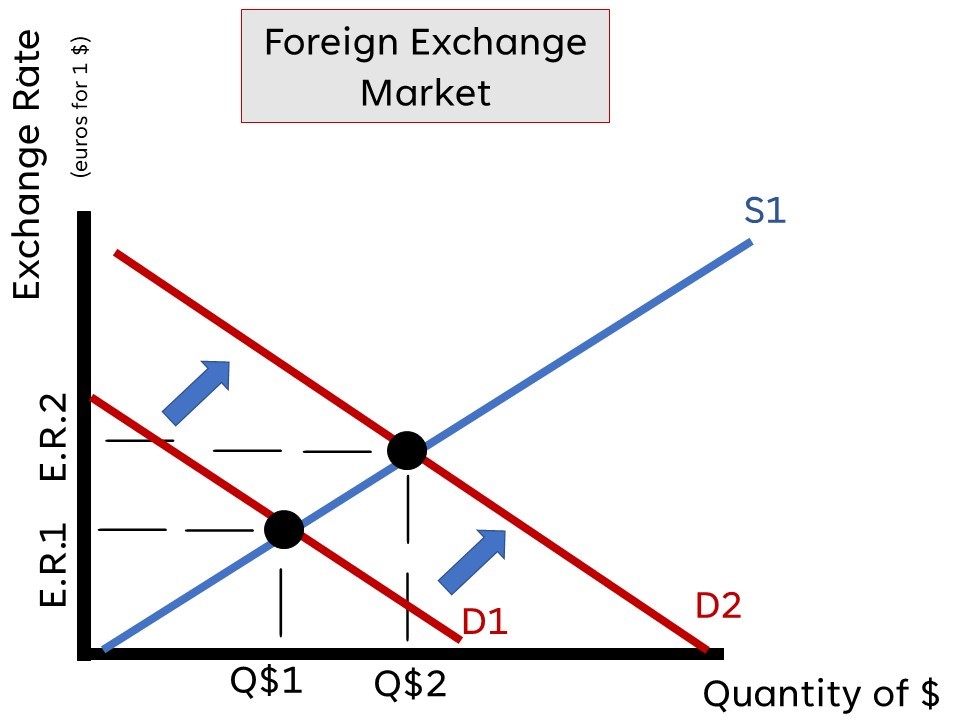 Foreign Exchange
Market
Exchange Rate
(euros for 1 $)
S1
E.R.2
E.R.1
D1
D2
Q$1
Q$2
Quantity of $